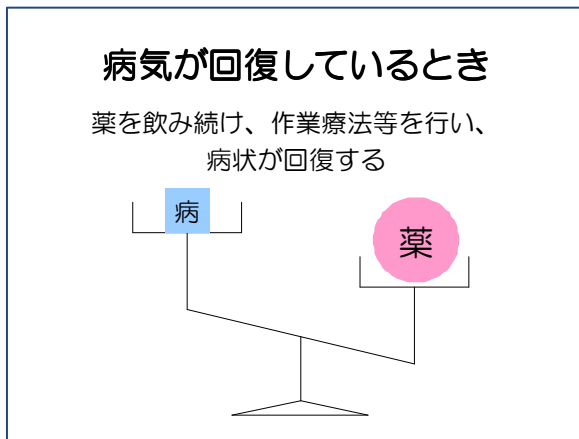 病気が回復しているとき
薬を飲み続け、作業療法等を行い、
病状が回復する
病
薬